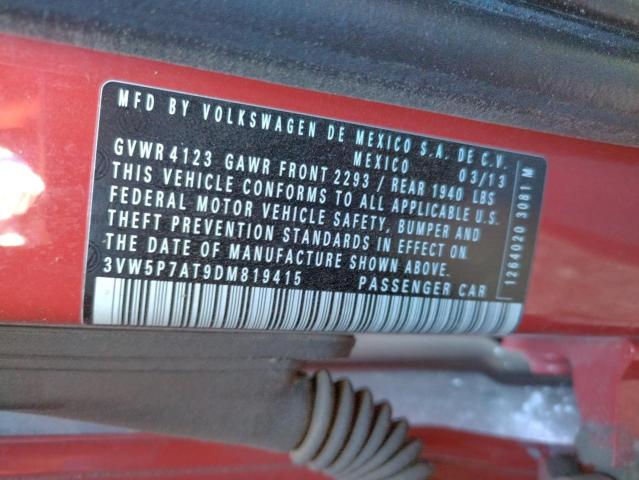 MFD BY VOLKSWAGEN DE MEXICO S.A. DE C.V.
MEXICO 03/13
GVWR 4123 GAWR FRONT 2293 / REAR 1940 LBS
THIS VEHICLE CONFORMS TO ALL APPLICABLE U.S.
FEDERAL MOTOR VEHICLE SAFETY, BUMPER AND
THEFT PREVENTION STANDARDS IN EFFECT ON
THE DATE OF MANUFACTURE SHOWN ABOVE.
3VW5P7AT9DM819415 PASSENGER CAR
1264020 3081 M